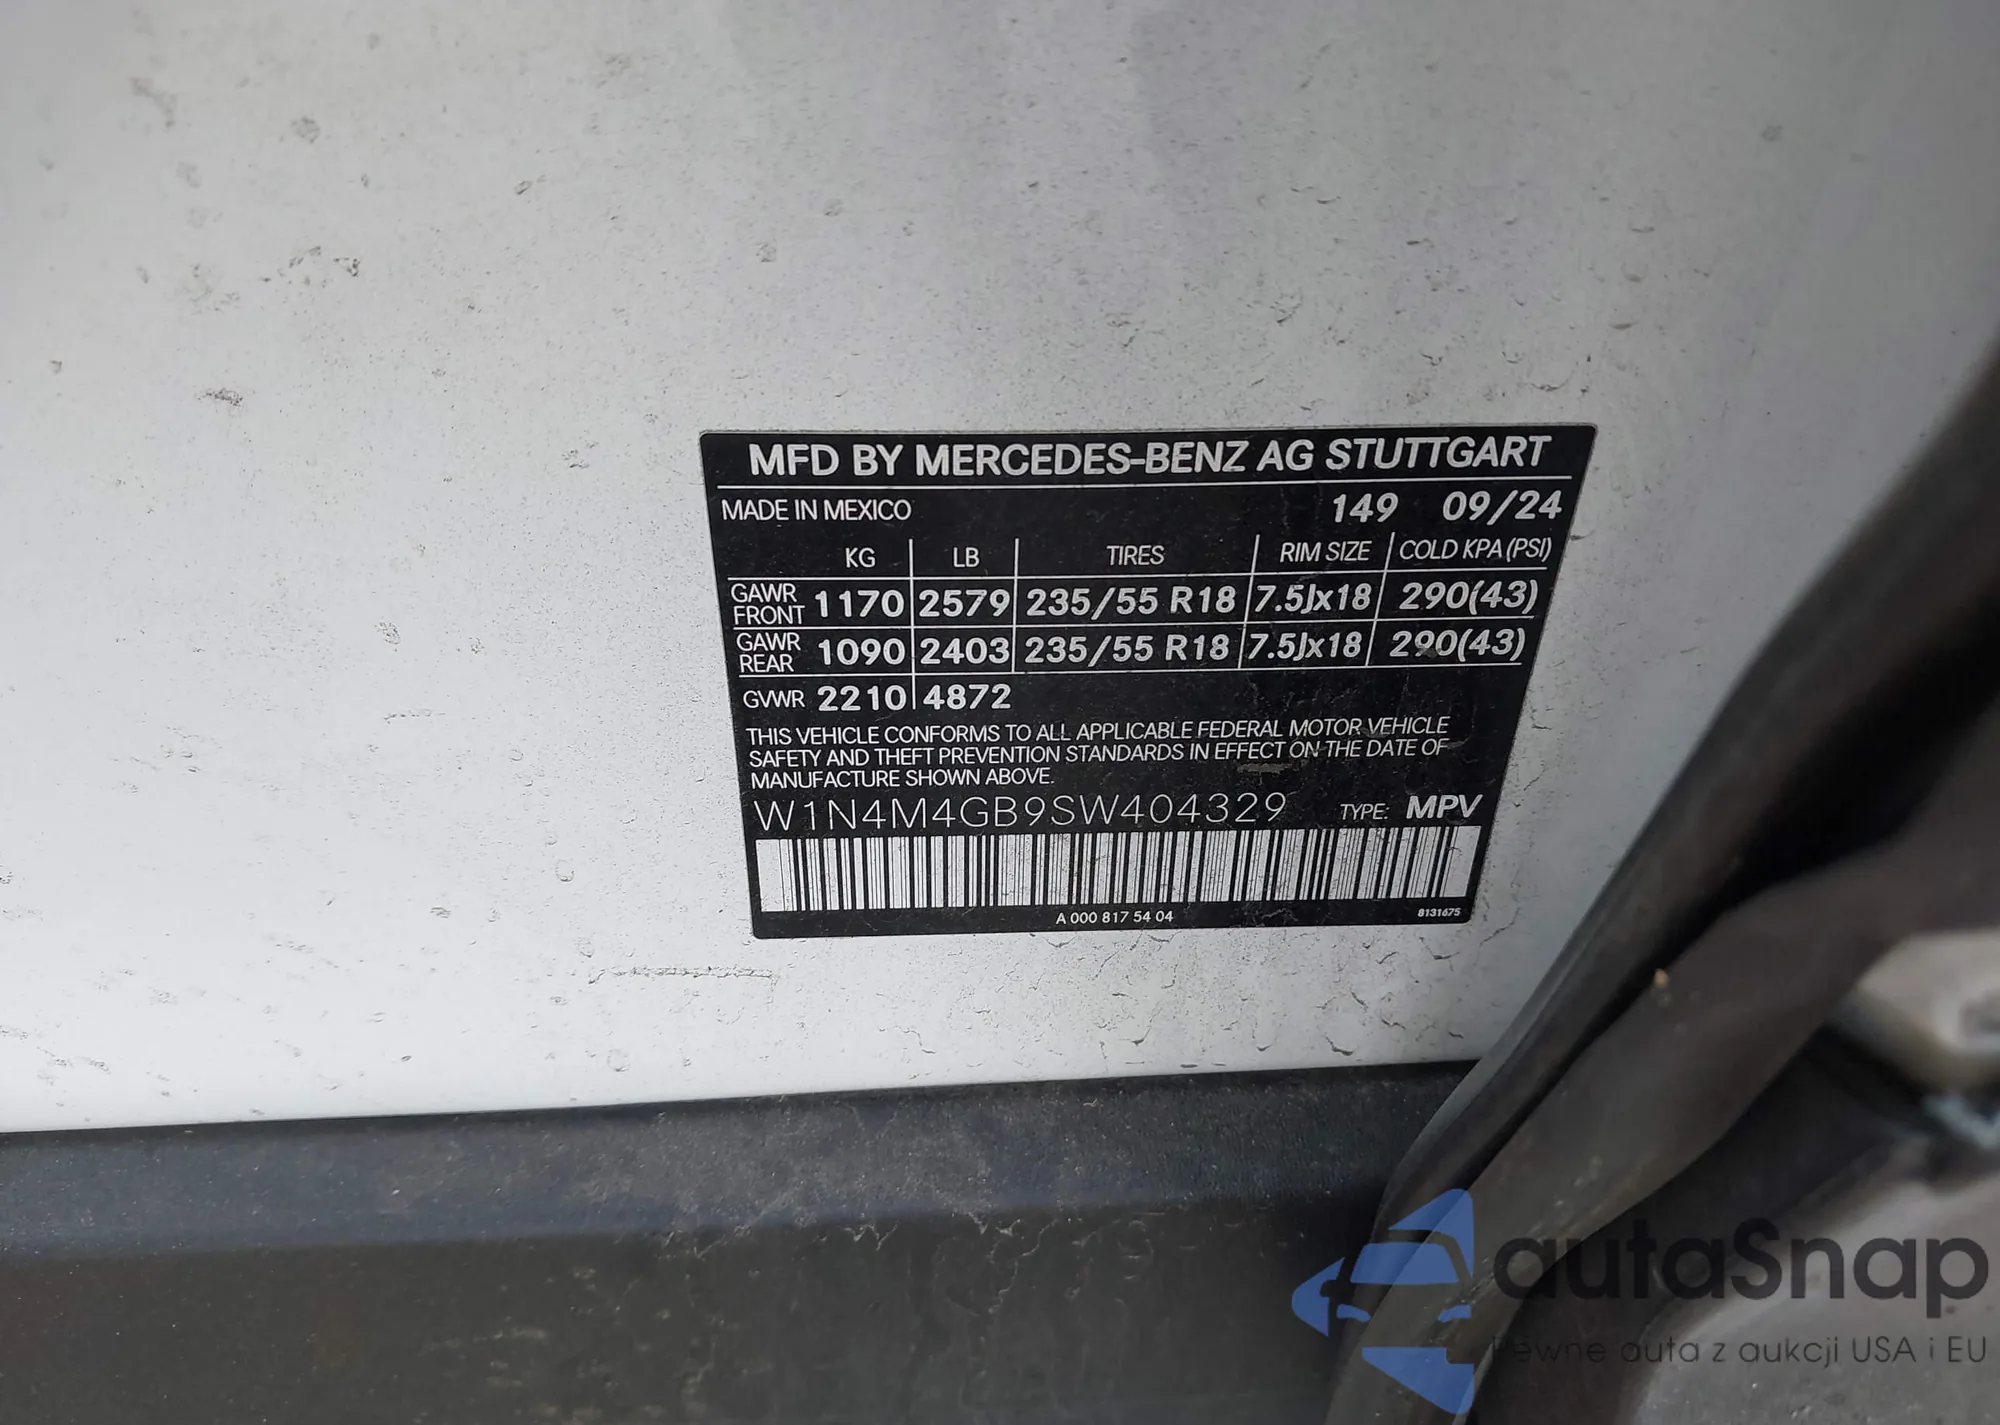 MFD BY MERCEDES-BENZ AG STUTTGART
MADE IN MEXICO 149 09/24
KG LB TIRES RIM SIZE COLD KPA (PSI)
GAWR FRONT 1170 2579 235/55 R18 7.5Jx18 290(43)
GAWR REAR 1090 2403 235/55 R18 7.5Jx18 290(43)
GVWR 2210 4872
THIS VEHICLE CONFORMS TO ALL APPLICABLE FEDERAL MOTOR VEHICLE
SAFETY AND THEFT PREVENTION STANDARDS IN EFFECT ON THE DATE OF
MANUFACTURE SHOWN ABOVE.
W1N4M4GB9SW404329 TYPE: MPV
A 000 817 54 04 8131675
autaSnap
Pewne auta z aukcji USA i EU